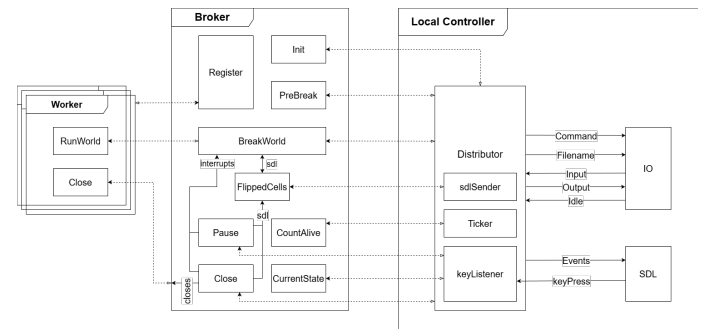 Broker
Local Controller
Init
Register
PreBreak
Worker
RunWorld
BreakWorld
Close
interrupts
sdl
FlippedCells
sdl
Pause
CountAlive
Close
CurrentState
closes
Distributor
sdlSender
Ticker
keyListener
Command
Filename
Input
Output
Idle
IO
Events
keyPress
SDL